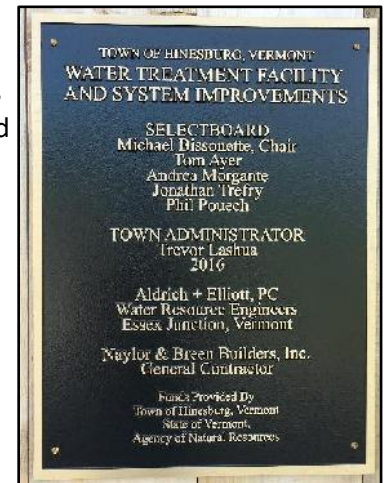 TOWN OF HINESBURG, VERMONT
WATER TREATMENT FACILITY
AND SYSTEM IMPROVEMENTS
SELECTBOARD
Michael Bissonette, Chair
Tom Ayer
Andrea Morgante
Jonathan Trefry
Phil Pouech
TOWN ADMINISTRATOR
Trevor Lashua
2016
Aldrich + Elliott, PC
Water Resource Engineers
Essex Junction, Vermont
Naylor & Breen Builders, Inc.
General Contractor
Funds Provided By
Town of Hinesburg, Vermont
State of Vermont,
Agency of Natural Resources